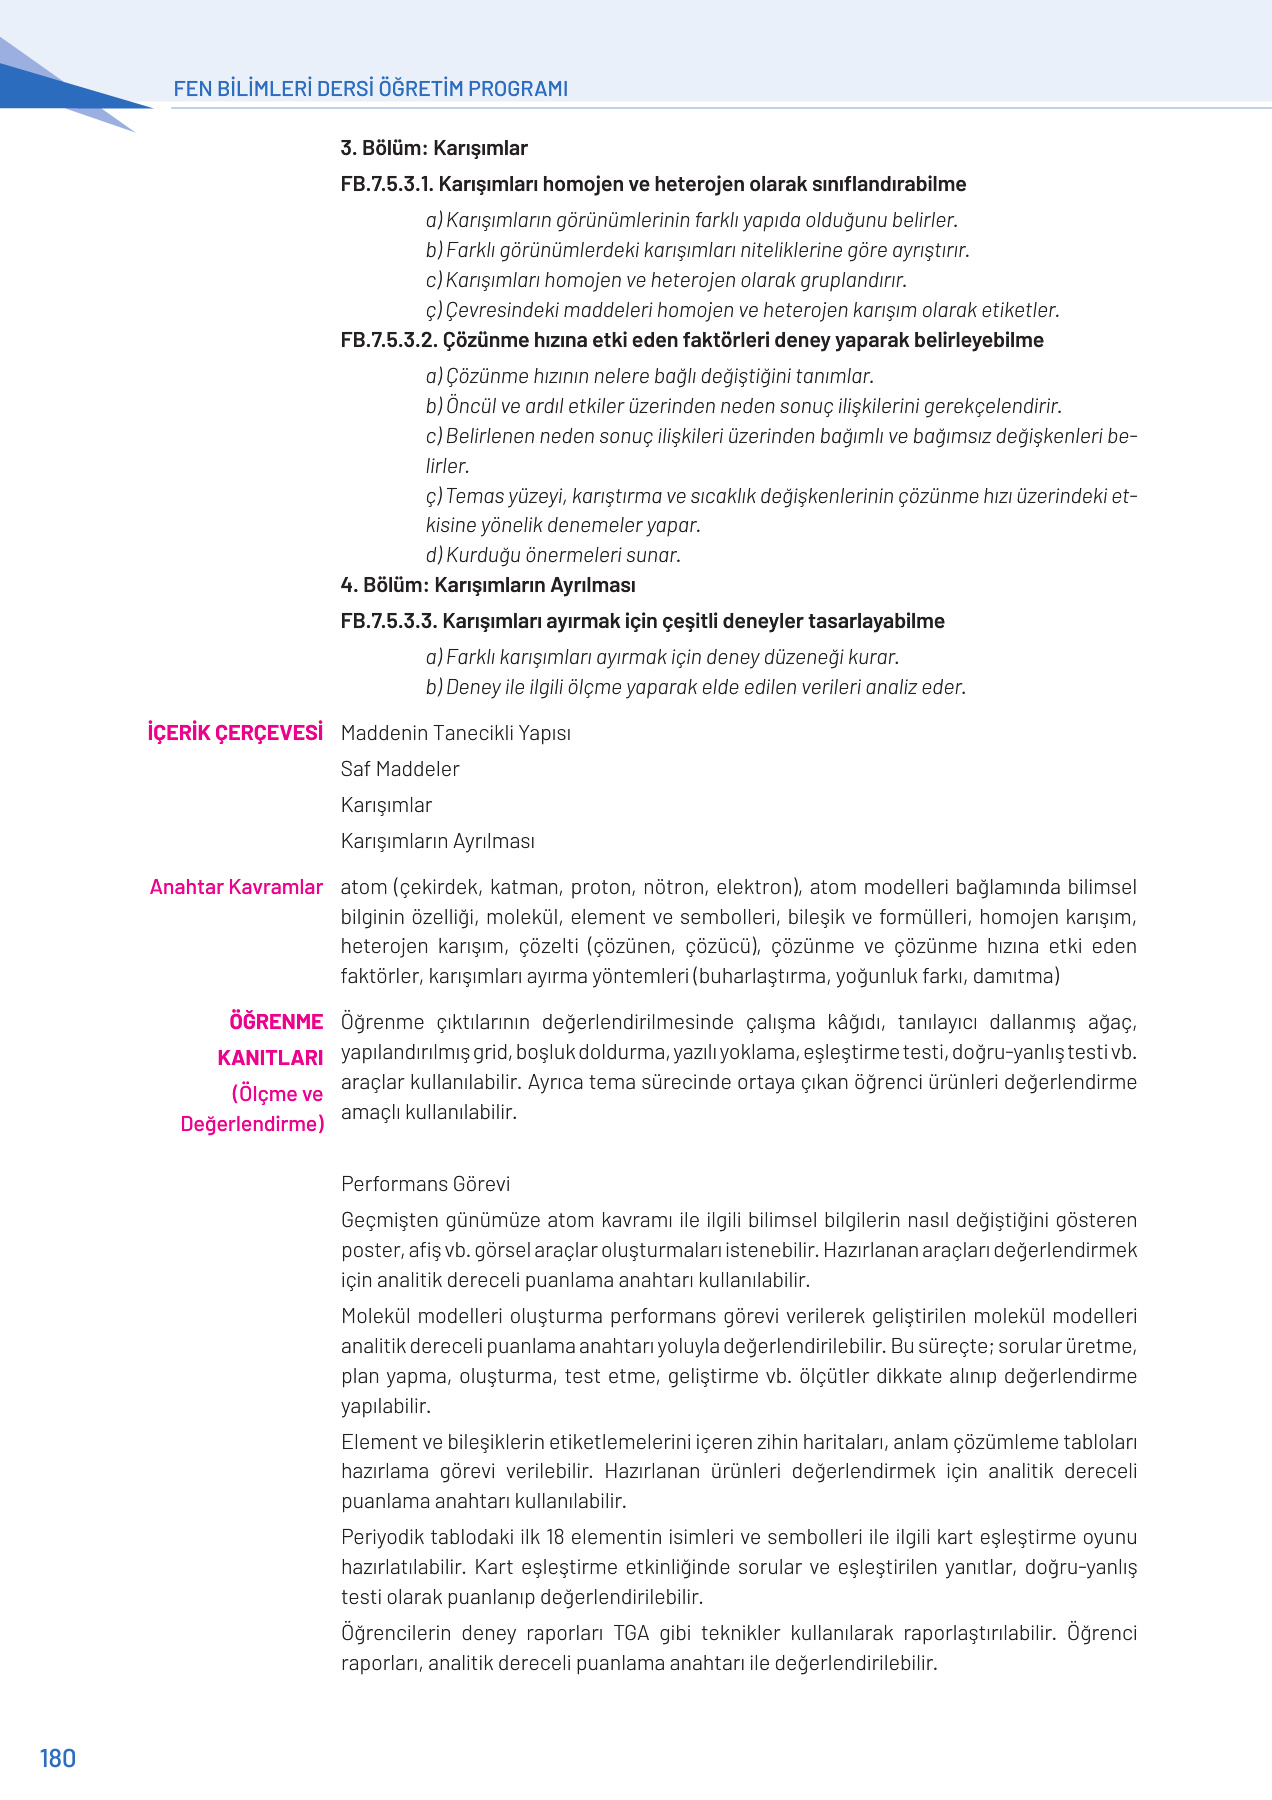 FEN BİLİMLERİ DERSİ ÖĞRETİM PROGRAMI
3. Bölüm: Karışımlar
FB.7.5.3.1. Karışımları homojen ve heterojen olarak sınıflandırabilme
a) Karışımların görünümlerinin farklı yapıda olduğunu belirler.
b) Farklı görünümlerdeki karışımları niteliklerine göre ayrıştırır.
c) Karışımları homojen ve heterojen olarak gruplandırır.
ç) Çevresindeki maddeleri homojen ve heterojen karışım olarak etiketler.
FB.7.5.3.2. Çözünme hızına etki eden faktörleri deney yaparak belirleyebilme
a) Çözünme hızının nelere bağlı değiştiğini tanımlar.
b) Öncül ve ardıl etkiler üzerinden neden sonuç ilişkilerini gerekçelendirir.
c) Belirlenen neden sonuç ilişkileri üzerinden bağımlı ve bağımsız değişkenleri be-
lirler.
ç) Temas yüzeyi, karıştırma ve sıcaklık değişkenlerinin çözünme hızı üzerindeki et-
kisine yönelik denemeler yapar.
d) Kurduğu önermeleri sunar.
4. Bölüm: Karışımların Ayrılması
FB.7.5.3.3. Karışımları ayırmak için çeşitli deneyler tasarlayabilme
a) Farklı karışımları ayırmak için deney düzeneği kurar.
b) Deney ile ilgili ölçme yaparak elde edilen verileri analiz eder.
İÇERİK ÇERÇEVESİ
Maddenin Tanecikli Yapısı
Saf Maddeler
Karışımlar
Karışımların Ayrılması
Anahtar Kavramlar
atom (çekirdek, katman, proton, nötron, elektron), atom modelleri bağlamında bilimsel
bilginin özelliği, molekül, element ve sembolleri, bileşik ve formülleri, homojen karışım,
heterojen karışım, çözelti (çözünen, çözücü), çözünme ve çözünme hızına etki eden
faktörler, karışımları ayırma yöntemleri (buharlaştırma, yoğunluk farkı, damıtma)
ÖĞRENME
KANITLARI
(Ölçme ve
Değerlendirme)
Öğrenme çıktılarının değerlendirilmesinde çalışma kâğıdı, tanılayıcı dallanmış ağaç,
yapılandırılmış grid, boşluk doldurma, yazılı yoklama, eşleştirme testi, doğru-yanlış testi vb.
araçlar kullanılabilir. Ayrıca tema sürecinde ortaya çıkan öğrenci ürünleri değerlendirme
amaçlı kullanılabilir.
Performans Görevi
Geçmişten günümüze atom kavramı ile ilgili bilimsel bilgilerin nasıl değiştiğini gösteren
poster, afiş vb. görsel araçlar oluşturmaları istenebilir. Hazırlanan araçları değerlendirmek
için analitik dereceli puanlama anahtarı kullanılabilir.
Molekül modelleri oluşturma performans görevi verilerek geliştirilen molekül modelleri
analitik dereceli puanlama anahtarı yoluyla değerlendirilebilir. Bu süreçte; sorular üretme,
plan yapma, oluşturma, test etme, geliştirme vb. ölçütler dikkate alınıp değerlendirme
yapılabilir.
Element ve bileşiklerin etiketlemelerini içeren zihin haritaları, anlam çözümleme tabloları
hazırlama görevi verilebilir. Hazırlanan ürünleri değerlendirmek için analitik dereceli
puanlama anahtarı kullanılabilir.
Periyodik tablodaki ilk 18 elementin isimleri ve sembolleri ile ilgili kart eşleştirme oyunu
hazırlatılabilir. Kart eşleştirme etkinliğinde sorular ve eşleştirilen yanıtlar, doğru-yanlış
testi olarak puanlanıp değerlendirilebilir.
Öğrencilerin deney raporları TGA gibi teknikler kullanılarak raporlaştırılabilir. Öğrenci
raporları, analitik dereceli puanlama anahtarı ile değerlendirilebilir.
180